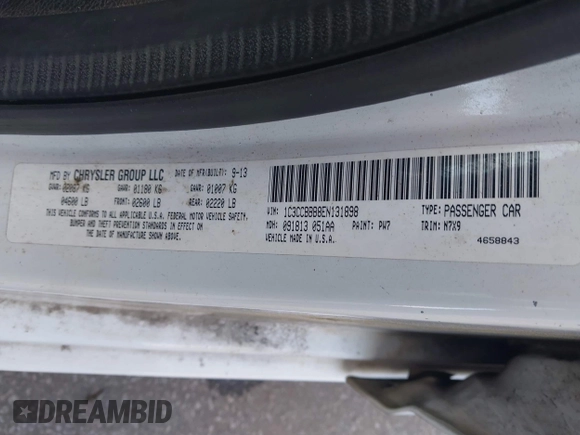 MFD BY CHRYSLER GROUP LLC DATE OF MFR(BUILT): 9-13
GVWR: 02087 KG GAWR: 01180 KG GAWR: 01007 KG
04600 LB FRONT: 02600 LB REAR: 02220 LB
THIS VEHICLE CONFORMS TO ALL APPLICABLE U.S.A. FEDERAL MOTOR VEHICLE SAFETY,
BUMPER AND THEFT PREVENTION STANDARDS IN EFFECT ON
THE DATE OF MANUFACTURE SHOWN ABOVE.
VIN: 1C3CCBBB8EN131898 TYPE: PASSENGER CAR
MDH: 091813 051AA PAINT: PW7 TRIM: M7X9
VEHICLE MADE IN U.S.A. 4658843
DREAMBID